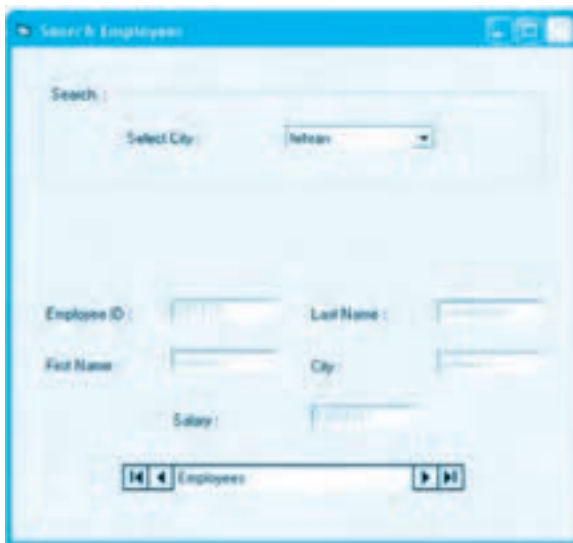 Search Employees
Search :
Select City : tehran
Employee ID : Last Name :
First Name : City :
Salary :
Employees